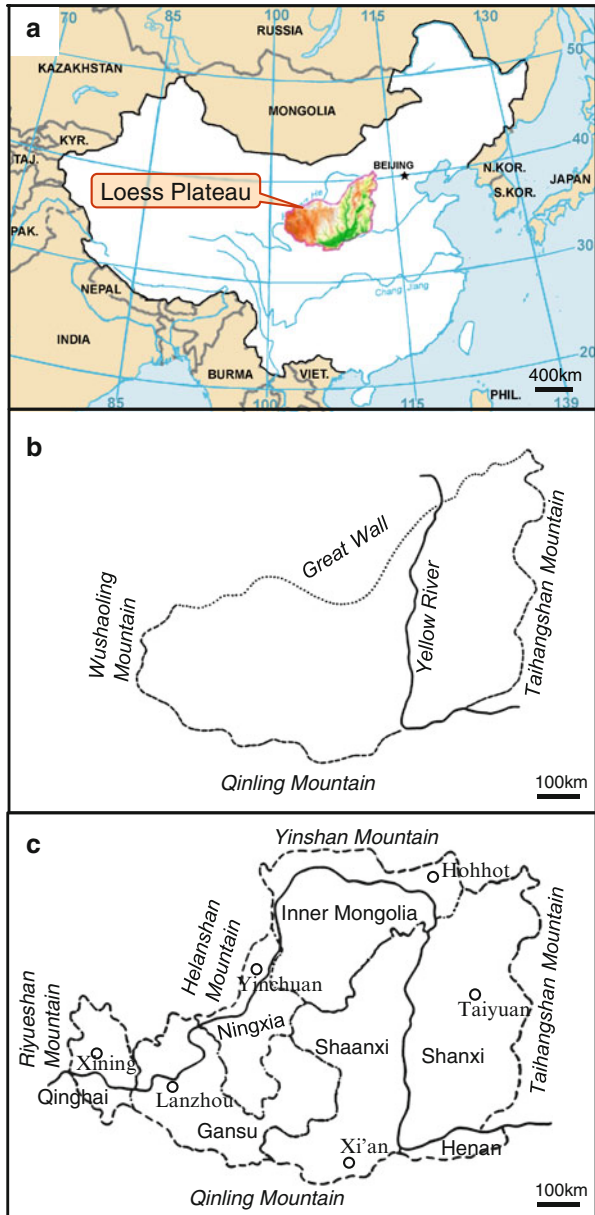 a
70
85
100
115
130
RUSSIA
50
KAZAKHSTAN
MONGOLIA
40
KYR.
BEIJING
TAJ.
N.KOR.
JAPAN
S.KOR.
Loess Plateau
He
PAK.
30
NEPAL
Chang Jiang
INDIA
BURMA
VIET.
20
400km
PHIL.
85
100
115
139
b
Great Wall
Wushaoling
Mountain
Yellow River
Taihangshan Mountain
Qinling Mountain
100km
c
Yinshan Mountain
Hohhot
Inner Mongolia
Helanshan
Mountain
Yinchuan
Taihangshan Mountain
Riyueshan
Mountain
Taiyuan
Ningxia
Shaanxi
Shanxi
Xining
Qinghai
Lanzhou
Gansu
Xi'an
Henan
Qinling Mountain
100km